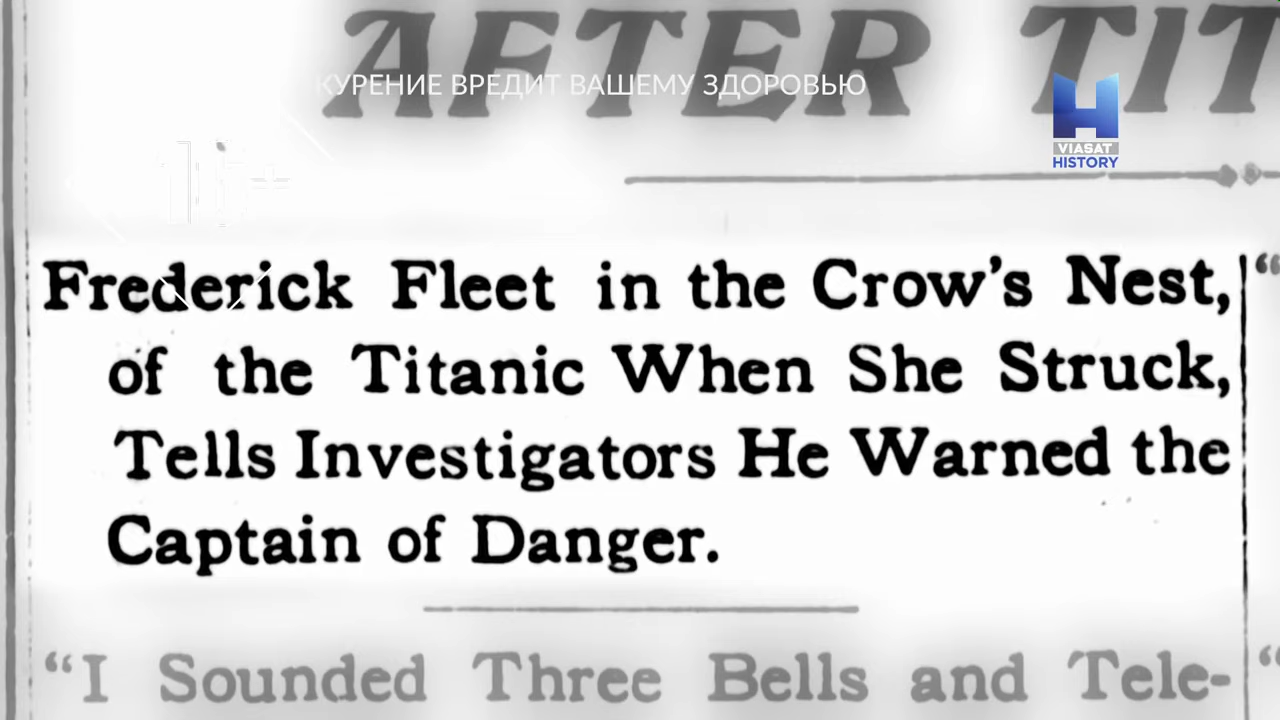 AFTER TIT
КУРЕНИЕ ВРЕДИТ ВАШЕМУ ЗДОРОВЬЮ
VIASAT
HISTORY
Frederick Fleet in the Crow's Nest,
of the Titanic When She Struck,
Tells Investigators He Warned the
Captain of Danger.
"I Sounded Three Bells and Tele-